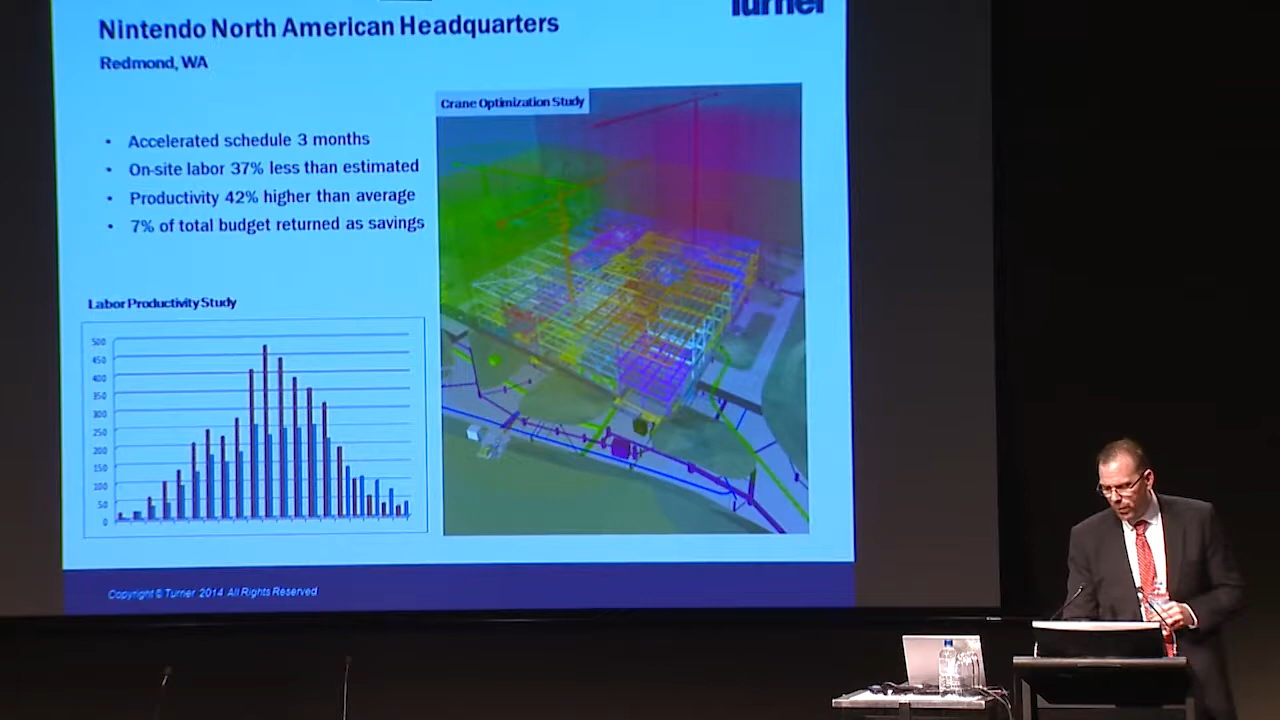 Turner
Nintendo North American Headquarters
Redmond, WA
Crane Optimization Study
• Accelerated schedule 3 months
• On-site labor 37% less than estimated
• Productivity 42% higher than average
• 7% of total budget returned as savings
Labor Productivity Study
500
450
400
350
300
250
200
150
100
50
0
Copyright © Turner 2014 All Rights Reserved